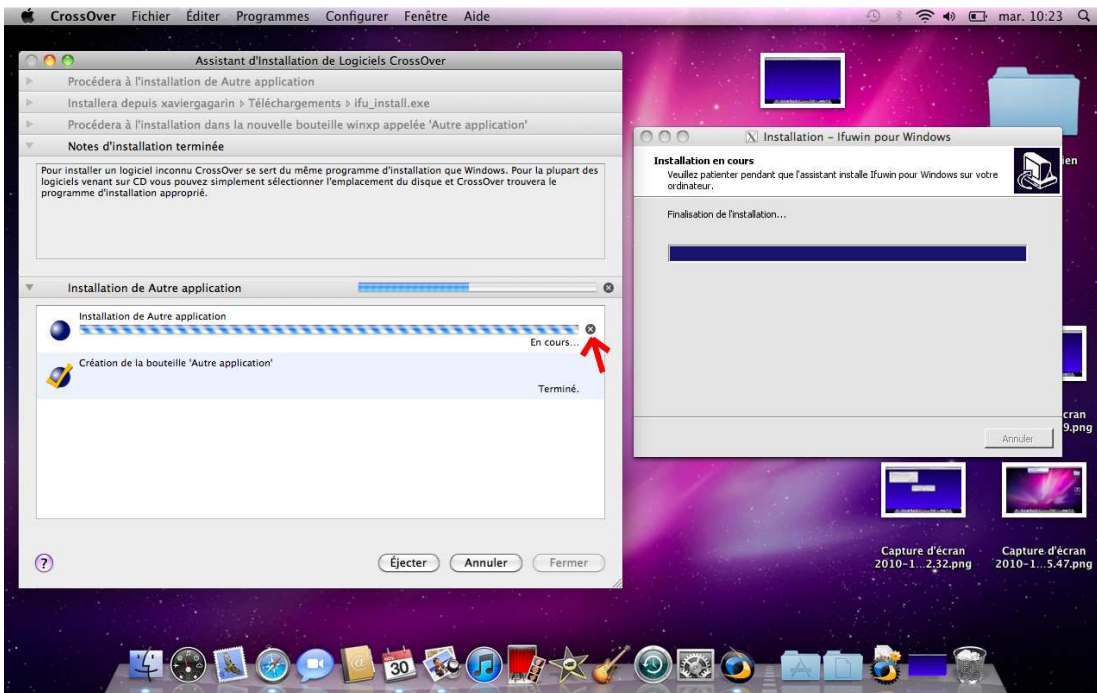 CrossOver Fichier Éditer Programmes Configurer Fenêtre Aide
mar. 10:23
Assistant d'Installation de Logiciels CrossOver
Procédera à l'installation de Autre application
Installera depuis xaviergagarin > Téléchargements > ifu_install.exe
Procédera à l'installation dans la nouvelle bouteille winxp appelée 'Autre application'
Notes d'installation terminée
Pour installer un logiciel inconnu CrossOver se sert du même programme d'installation que Windows. Pour la plupart des
logiciels venant sur CD vous pouvez simplement sélectionner l'emplacement du disque et CrossOver trouvera le
programme d'installation approprié.
Installation de Autre application
Installation de Autre application
En cours...
Création de la bouteille 'Autre application'
Terminé.
?
Éjecter
Annuler
Fermer
X Installation – Ifuwin pour Windows
Installation en cours
Veuillez patienter pendant que l'assistant installe Ifuwin pour Windows sur votre
ordinateur.
Finalisation de l'installation...
Annuler
ien
cran
9.png
Capture d'écran
2010-1...2.32.png
Capture d'écran
2010-1...5.47.png
NOV
30